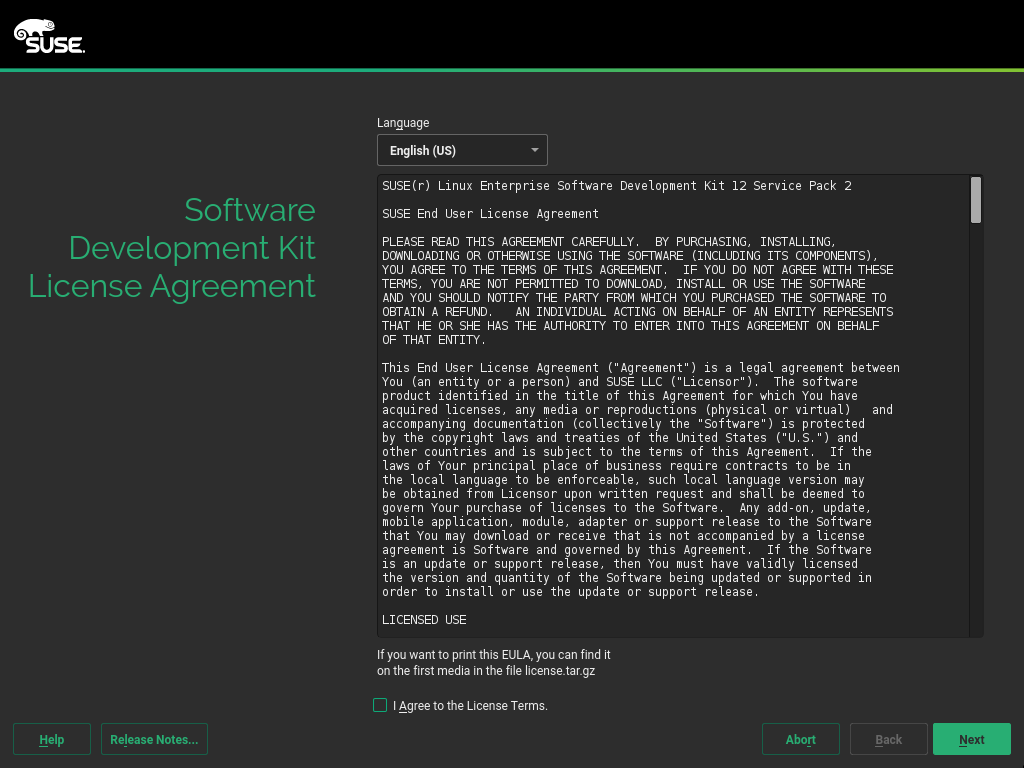 SUSE.
Language
English (US)
Software
Development Kit
License Agreement
SUSE(r) Linux Enterprise Software Development Kit 12 Service Pack 2
SUSE End User License Agreement
PLEASE READ THIS AGREEMENT CAREFULLY.  BY PURCHASING, INSTALLING,
DOWNLOADING OR OTHERWISE USING THE SOFTWARE (INCLUDING ITS COMPONENTS),
YOU AGREE TO THE TERMS OF THIS AGREEMENT.  IF YOU DO NOT AGREE WITH THESE
TERMS, YOU ARE NOT PERMITTED TO DOWNLOAD, INSTALL OR USE THE SOFTWARE
AND YOU SHOULD NOTIFY THE PARTY FROM WHICH YOU PURCHASED THE SOFTWARE TO
OBTAIN A REFUND.   AN INDIVIDUAL ACTING ON BEHALF OF AN ENTITY REPRESENTS
THAT HE OR SHE HAS THE AUTHORITY TO ENTER INTO THIS AGREEMENT ON BEHALF
OF THAT ENTITY.
This End User License Agreement ("Agreement") is a legal agreement between
You (an entity or a person) and SUSE LLC ("Licensor").  The software
product identified in the title of this Agreement for which You have
acquired licenses, any media or reproductions (physical or virtual)   and
accompanying documentation (collectively the "Software") is protected
by the copyright laws and treaties of the United States ("U.S.") and
other countries and is subject to the terms of this Agreement.  If the
laws of Your principal place of business require contracts to be in
the local language to be enforceable, such local language version may
be obtained from Licensor upon written request and shall be deemed to
govern Your purchase of licenses to the Software.  Any add-on, update,
mobile application, module, adapter or support release to the Software
that You may download or receive that is not accompanied by a license
agreement is Software and governed by this Agreement.  If the Software
is an update or support release, then You must have validly licensed
the version and quantity of the Software being updated or supported in
order to install or use the update or support release.
LICENSED USE
If you want to print this EULA, you can find it
on the first media in the file license.tar.gz
I Agree to the License Terms.
Help
Release Notes...
Abort
Back
Next